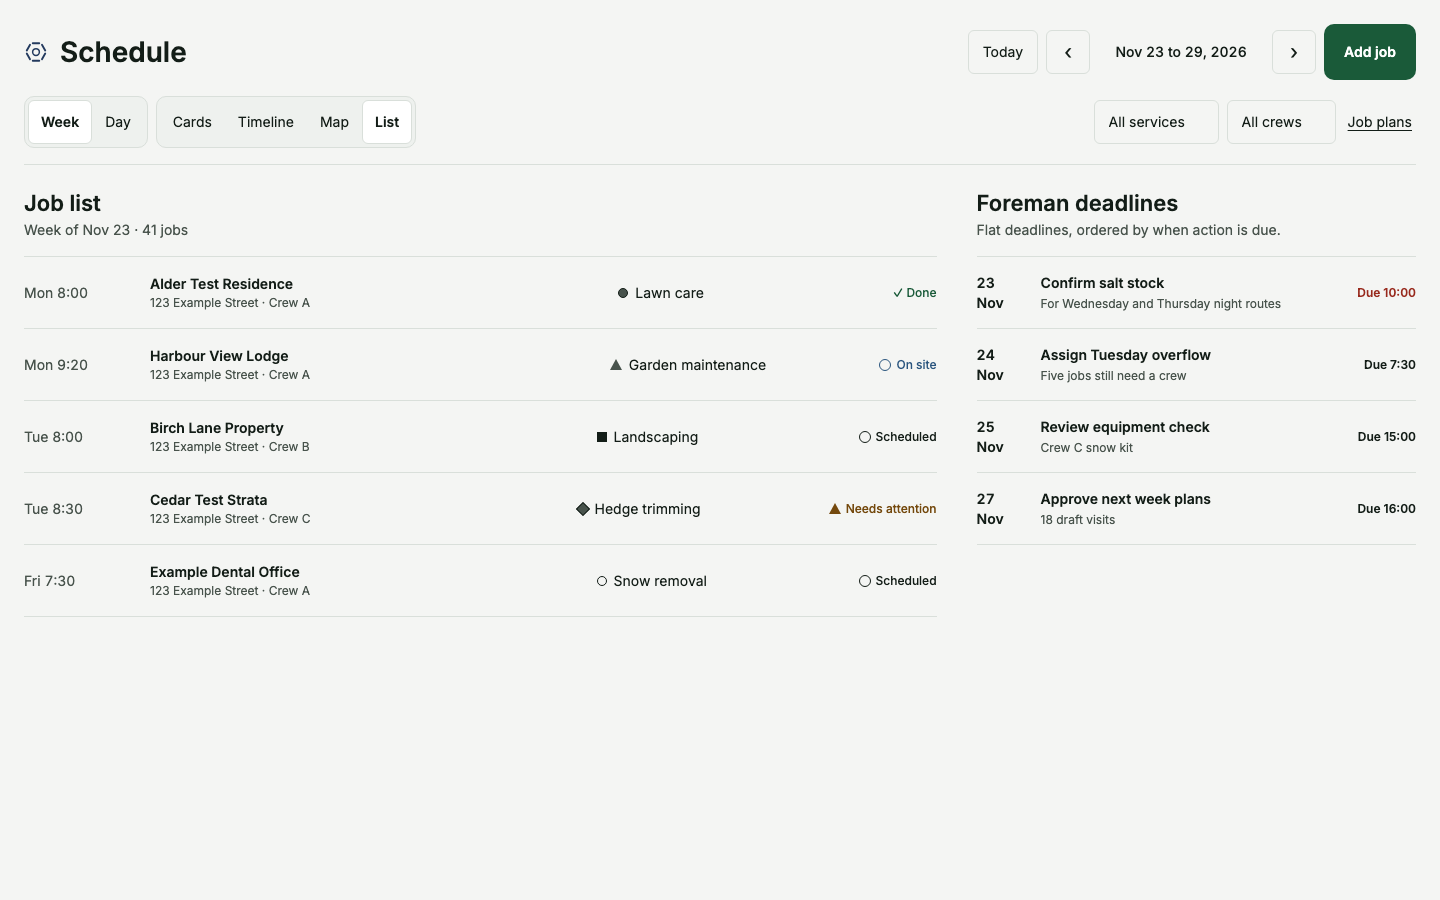 Schedule
Today
Nov 23 to 29, 2026
Add job
Week
Day
Cards
Timeline
Map
List
All services
All crews
Job plans
Job list
Week of Nov 23 · 41 jobs
Mon 8:00
Alder Test Residence
123 Example Street · Crew A
Lawn care
Done
Mon 9:20
Harbour View Lodge
123 Example Street · Crew A
Garden maintenance
On site
Tue 8:00
Birch Lane Property
123 Example Street · Crew B
Landscaping
Scheduled
Tue 8:30
Cedar Test Strata
123 Example Street · Crew C
Hedge trimming
Needs attention
Fri 7:30
Example Dental Office
123 Example Street · Crew A
Snow removal
Scheduled
Foreman deadlines
Flat deadlines, ordered by when action is due.
23
Nov
Confirm salt stock
For Wednesday and Thursday night routes
Due 10:00
24
Nov
Assign Tuesday overflow
Five jobs still need a crew
Due 7:30
25
Nov
Review equipment check
Crew C snow kit
Due 15:00
27
Nov
Approve next week plans
18 draft visits
Due 16:00